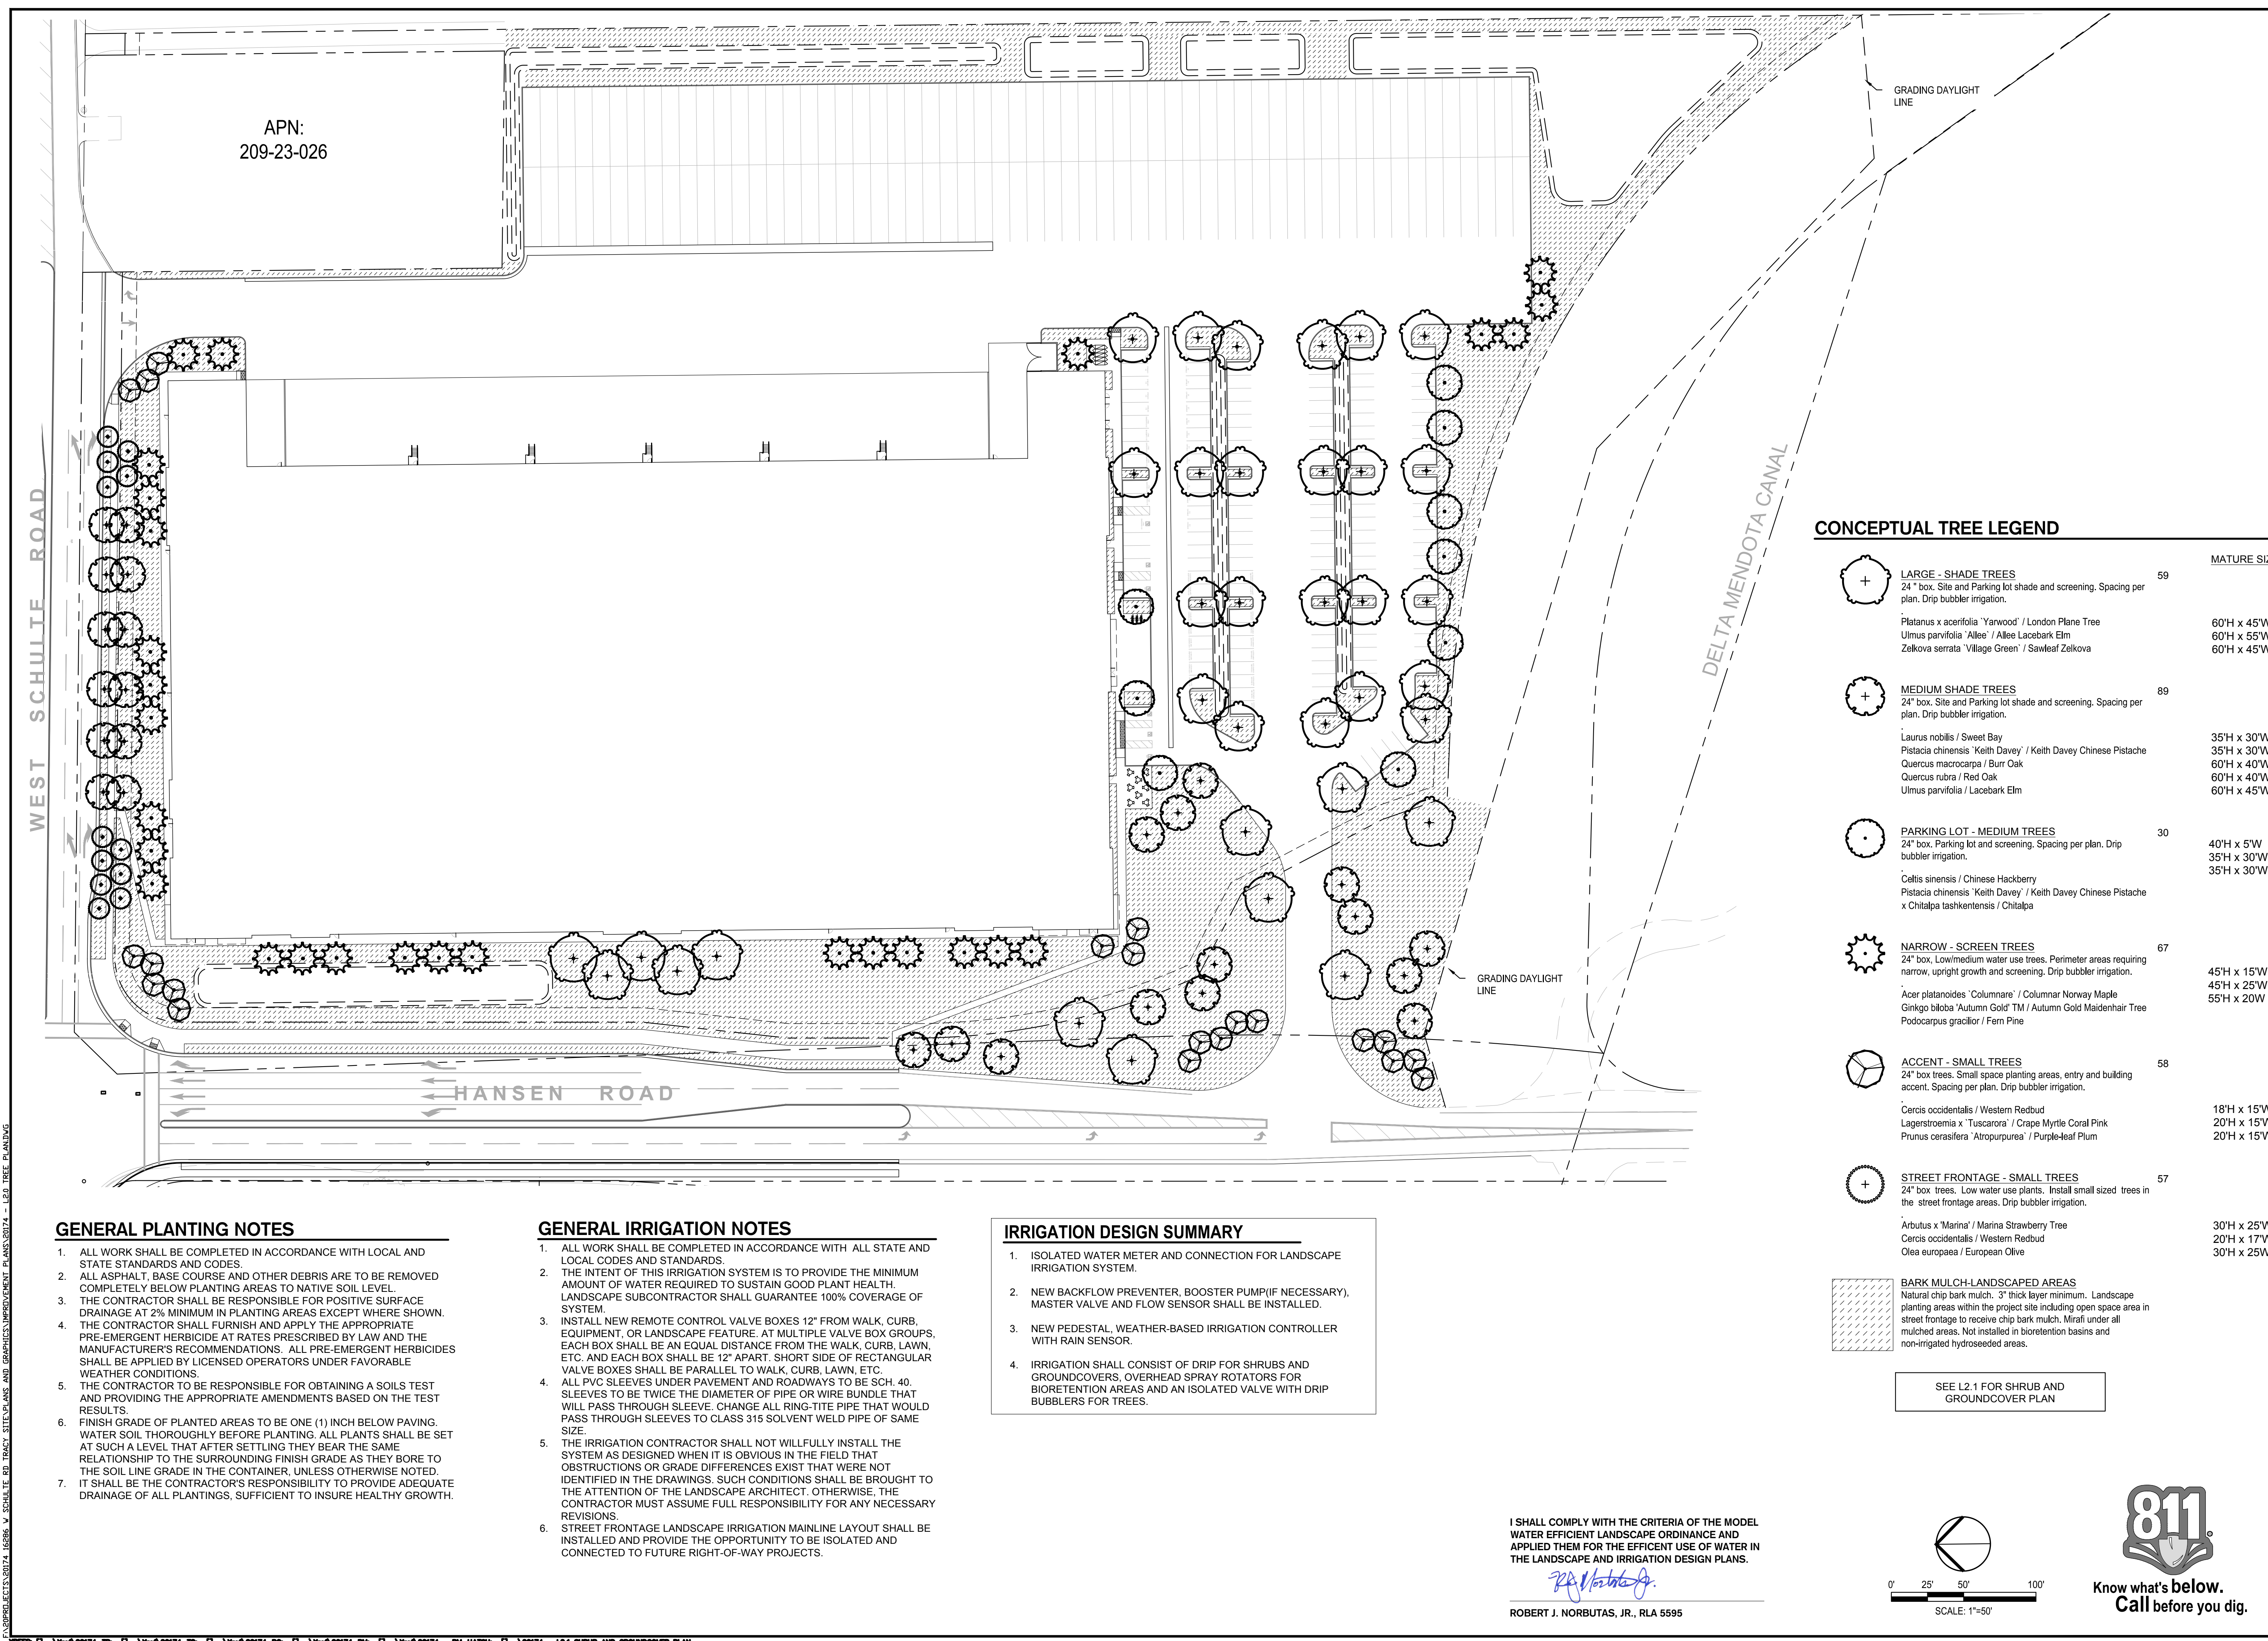 APN:
209-23-026
GRADING DAYLIGHT
LINE
WEST SCHULTE ROAD
DELTA MENDOTA CANAL
GRADING DAYLIGHT
LINE
HANSEN ROAD
CONCEPTUAL TREE LEGEND
MATURE
LARGE - SHADE TREES 59
24 " box. Site and Parking lot shade and screening. Spacing per
plan. Drip bubbler irrigation.
.
Platanus x acerifolia `Yarwood` / London Plane Tree 60'H x 45'W
Ulmus parvifolia `Allee` / Allee Lacebark Elm 60'H x 55'W
Zelkova serrata `Village Green` / Sawleaf Zelkova 60'H x 45'W
MEDIUM SHADE TREES 89
24" box. Site and Parking lot shade and screening. Spacing per
plan. Drip bubbler irrigation.
.
Laurus nobilis / Sweet Bay 35'H x 30'W
Pistacia chinensis `Keith Davey` / Keith Davey Chinese Pistache 35'H x 30'W
Quercus macrocarpa / Burr Oak 60'H x 40'W
Quercus rubra / Red Oak 60'H x 40'W
Ulmus parvifolia / Lacebark Elm 60'H x 45'W
PARKING LOT - MEDIUM TREES 30
24" box. Parking lot and screening. Spacing per plan. Drip 40'H x 5'W
bubbler irrigation. 35'H x 30'W
. 35'H x 30'W
Celtis sinensis / Chinese Hackberry
Pistacia chinensis `Keith Davey` / Keith Davey Chinese Pistache
x Chitalpa tashkentensis / Chitalpa
NARROW - SCREEN TREES 67
24" box, Low/medium water use trees. Perimeter areas requiring
narrow, upright growth and screening. Drip bubbler irrigation. 45'H x 15'W
. 45'H x 25'W
Acer platanoides `Columnare` / Columnar Norway Maple 55'H x 20W
Ginkgo biloba 'Autumn Gold' TM / Autumn Gold Maidenhair Tree
Podocarpus gracilior / Fern Pine
ACCENT - SMALL TREES 58
24" box trees. Small space planting areas, entry and building
accent. Spacing per plan. Drip bubbler irrigation.
.
Cercis occidentalis / Western Redbud 18'H x 15'W
Lagerstroemia x `Tuscarora` / Crape Myrtle Coral Pink 20'H x 15'W
Prunus cerasifera `Atropurpurea` / Purple-leaf Plum 20'H x 15'W
STREET FRONTAGE - SMALL TREES 57
24" box trees. Low water use plants. Install small sized trees in
the street frontage areas. Drip bubbler irrigation.
.
Arbutus x 'Marina' / Marina Strawberry Tree 30'H x 25'W
Cercis occidentalis / Western Redbud 20'H x 17'W
Olea europaea / European Olive 30'H x 25W
BARK MULCH-LANDSCAPED AREAS
Natural chip bark mulch. 3" thick layer minimum. Landscape
planting areas within the project site including open space area in
street frontage to receive chip bark mulch. Mirafi under all
mulched areas. Not installed in bioretention basins and
non-irrigated hydroseeded areas.
SEE L2.1 FOR SHRUB AND
GROUNDCOVER PLAN
GENERAL PLANTING NOTES
1. ALL WORK SHALL BE COMPLETED IN ACCORDANCE WITH LOCAL AND
STATE STANDARDS AND CODES.
2. ALL ASPHALT, BASE COURSE AND OTHER DEBRIS ARE TO BE REMOVED
COMPLETELY BELOW PLANTING AREAS TO NATIVE SOIL LEVEL.
3. THE CONTRACTOR SHALL BE RESPONSIBLE FOR POSITIVE SURFACE
DRAINAGE AT 2% MINIMUM IN PLANTING AREAS EXCEPT WHERE SHOWN.
4. THE CONTRACTOR SHALL FURNISH AND APPLY THE APPROPRIATE
PRE-EMERGENT HERBICIDE AT RATES PRESCRIBED BY LAW AND THE
MANUFACTURER'S RECOMMENDATIONS. ALL PRE-EMERGENT HERBICIDES
SHALL BE APPLIED BY LICENSED OPERATORS UNDER FAVORABLE
WEATHER CONDITIONS.
5. THE CONTRACTOR TO BE RESPONSIBLE FOR OBTAINING A SOILS TEST
AND PROVIDING THE APPROPRIATE AMENDMENTS BASED ON THE TEST
RESULTS.
6. FINISH GRADE OF PLANTED AREAS TO BE ONE (1) INCH BELOW PAVING.
WATER SOIL THOROUGHLY BEFORE PLANTING. ALL PLANTS SHALL BE SET
AT SUCH A LEVEL THAT AFTER SETTLING THEY BEAR THE SAME
RELATIONSHIP TO THE SURROUNDING FINISH GRADE AS THEY BORE TO
THE SOIL LINE GRADE IN THE CONTAINER, UNLESS OTHERWISE NOTED.
7. IT SHALL BE THE CONTRACTOR'S RESPONSIBILITY TO PROVIDE ADEQUATE
DRAINAGE OF ALL PLANTINGS, SUFFICIENT TO INSURE HEALTHY GROWTH.
GENERAL IRRIGATION NOTES
1. ALL WORK SHALL BE COMPLETED IN ACCORDANCE WITH ALL STATE AND
LOCAL CODES AND STANDARDS.
2. THE INTENT OF THIS IRRIGATION SYSTEM IS TO PROVIDE THE MINIMUM
AMOUNT OF WATER REQUIRED TO SUSTAIN GOOD PLANT HEALTH.
LANDSCAPE SUBCONTRACTOR SHALL GUARANTEE 100% COVERAGE OF
SYSTEM.
3. INSTALL NEW REMOTE CONTROL VALVE BOXES 12" FROM WALK, CURB,
EQUIPMENT, OR LANDSCAPE FEATURE. AT MULTIPLE VALVE BOX GROUPS,
EACH BOX SHALL BE AN EQUAL DISTANCE FROM THE WALK, CURB, LAWN,
ETC. AND EACH BOX SHALL BE 12" APART. SHORT SIDE OF RECTANGULAR
VALVE BOXES SHALL BE PARALLEL TO WALK, CURB, LAWN, ETC.
4. ALL PVC SLEEVES UNDER PAVEMENT AND ROADWAYS TO BE SCH. 40.
SLEEVES TO BE TWICE THE DIAMETER OF PIPE OR WIRE BUNDLE THAT
WILL PASS THROUGH SLEEVE. CHANGE ALL RING-TITE PIPE THAT WOULD
PASS THROUGH SLEEVES TO CLASS 315 SOLVENT WELD PIPE OF SAME
SIZE.
5. THE IRRIGATION CONTRACTOR SHALL NOT WILLFULLY INSTALL THE
SYSTEM AS DESIGNED WHEN IT IS OBVIOUS IN THE FIELD THAT
OBSTRUCTIONS OR GRADE DIFFERENCES EXIST THAT WERE NOT
IDENTIFIED IN THE DRAWINGS. SUCH CONDITIONS SHALL BE BROUGHT TO
THE ATTENTION OF THE LANDSCAPE ARCHITECT. OTHERWISE, THE
CONTRACTOR MUST ASSUME FULL RESPONSIBILITY FOR ANY NECESSARY
REVISIONS.
6. STREET FRONTAGE LANDSCAPE IRRIGATION MAINLINE LAYOUT SHALL BE
INSTALLED AND PROVIDE THE OPPORTUNITY TO BE ISOLATED AND
CONNECTED TO FUTURE RIGHT-OF-WAY PROJECTS.
IRRIGATION DESIGN SUMMARY
1. ISOLATED WATER METER AND CONNECTION FOR LANDSCAPE
IRRIGATION SYSTEM.
2. NEW BACKFLOW PREVENTER, BOOSTER PUMP(IF NECESSARY),
MASTER VALVE AND FLOW SENSOR SHALL BE INSTALLED.
3. NEW PEDESTAL, WEATHER-BASED IRRIGATION CONTROLLER
WITH RAIN SENSOR.
4. IRRIGATION SHALL CONSIST OF DRIP FOR SHRUBS AND
GROUNDCOVERS, OVERHEAD SPRAY ROTATORS FOR
BIORETENTION AREAS AND AN ISOLATED VALVE WITH DRIP
BUBBLERS FOR TREES.
I SHALL COMPLY WITH THE CRITERIA OF THE MODEL
WATER EFFICIENT LANDSCAPE ORDINANCE AND
APPLIED THEM FOR THE EFFICENT USE OF WATER IN
THE LANDSCAPE AND IRRIGATION DESIGN PLANS.
ROBERT J. NORBUTAS, JR., RLA 5595
0' 25' 50' 100'
SCALE: 1"=50'
811
Know what's below.
Call before you dig.
F:\20PROJECTS\20174 16286 W SCHULTE RD TRACY SITE\PLANS AND GRAPHICS\IMPROVEMENT PLANS\20174 - L2.0 TREE PLAN.DWG